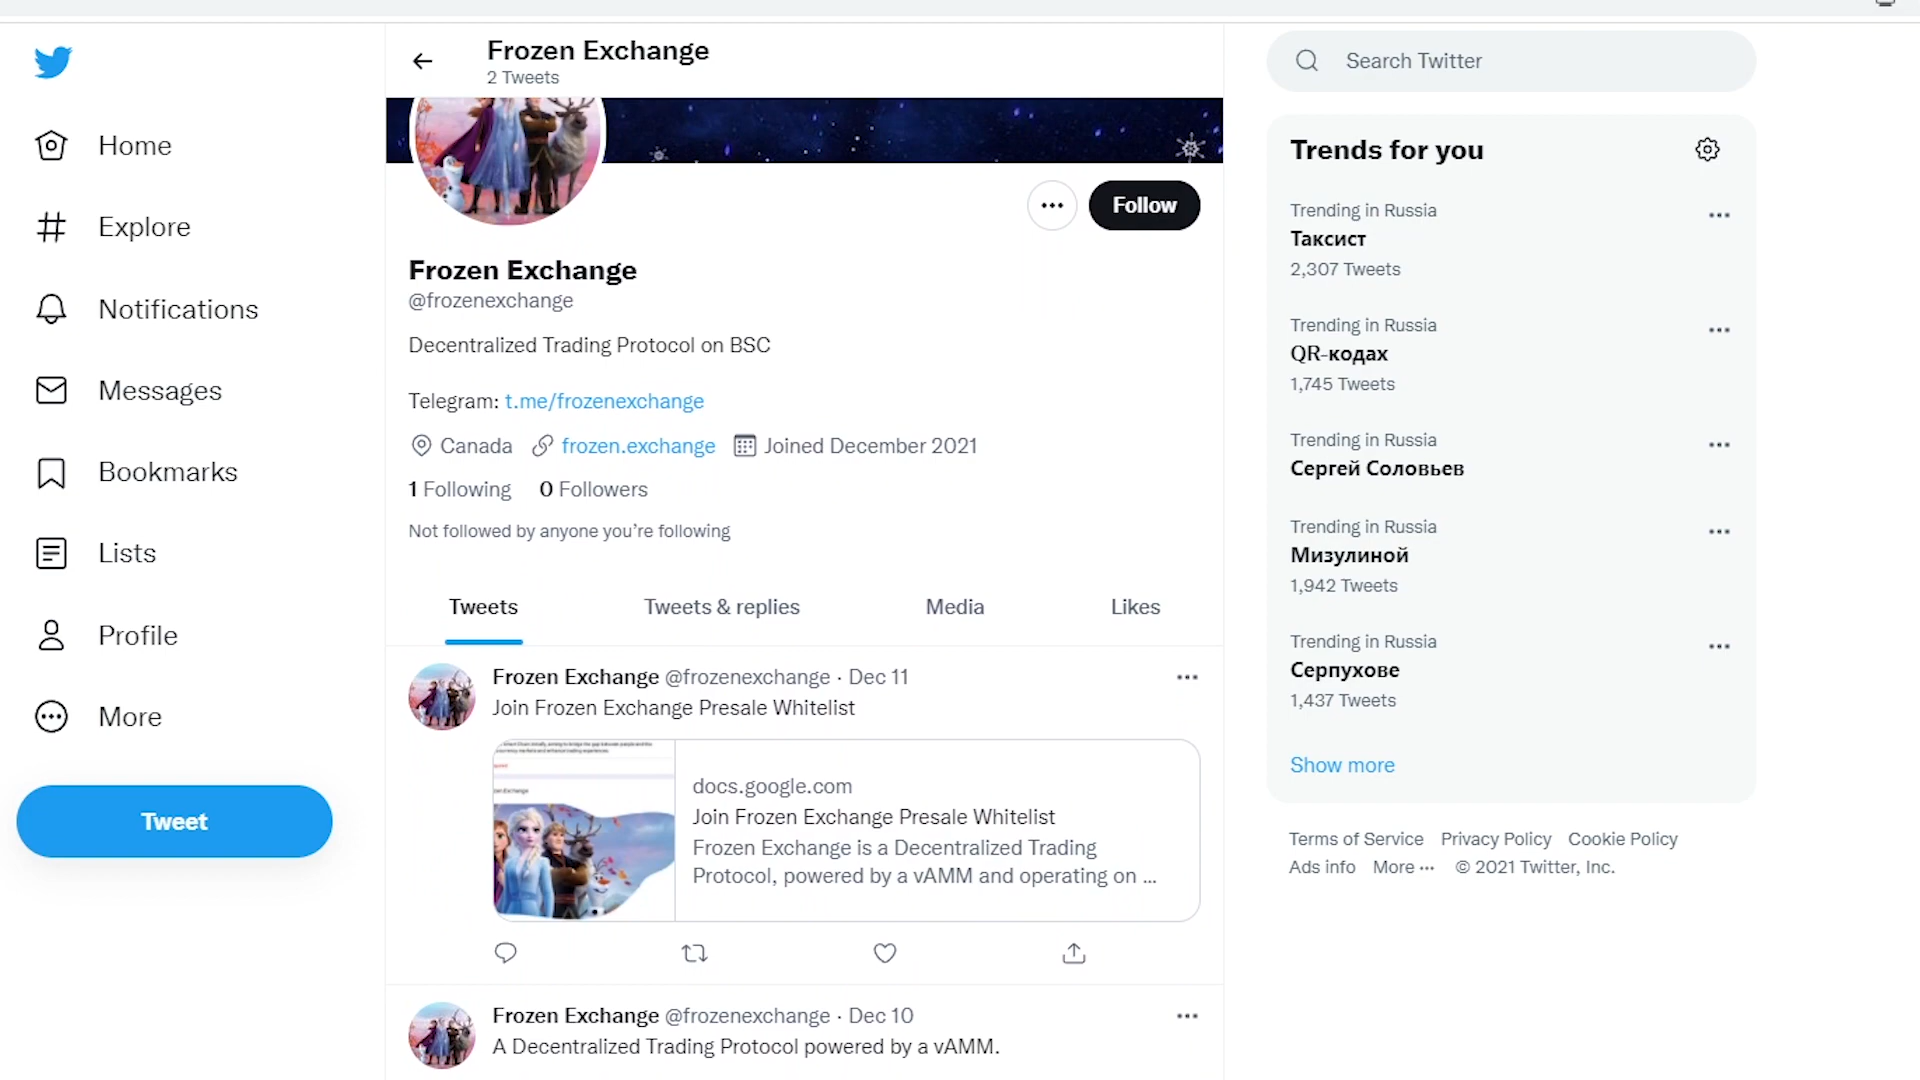 Frozen Exchange
2 Tweets
Home
Explore
Notifications
Messages
Bookmarks
Lists
Profile
More
Tweet
Follow
Frozen Exchange
@frozenexchange
Decentralized Trading Protocol on BSC
Telegram: t.me/frozenexchange
Canada frozen.exchange Joined December 2021
1 Following 0 Followers
Not followed by anyone you’re following
Tweets Tweets & replies Media Likes
Frozen Exchange @frozenexchange · Dec 11
Join Frozen Exchange Presale Whitelist
docs.google.com
Join Frozen Exchange Presale Whitelist
Frozen Exchange is a Decentralized Trading
Protocol, powered by a vAMM and operating on ...
Frozen Exchange @frozenexchange · Dec 10
A Decentralized Trading Protocol powered by a vAMM.
Search Twitter
Trends for you
Trending in Russia
Таксист
2,307 Tweets
Trending in Russia
QR-кодах
1,745 Tweets
Trending in Russia
Сергей Соловьев
Trending in Russia
Мизулиной
1,942 Tweets
Trending in Russia
Серпухове
1,437 Tweets
Show more
Terms of Service Privacy Policy Cookie Policy
Ads info More ··· © 2021 Twitter, Inc.